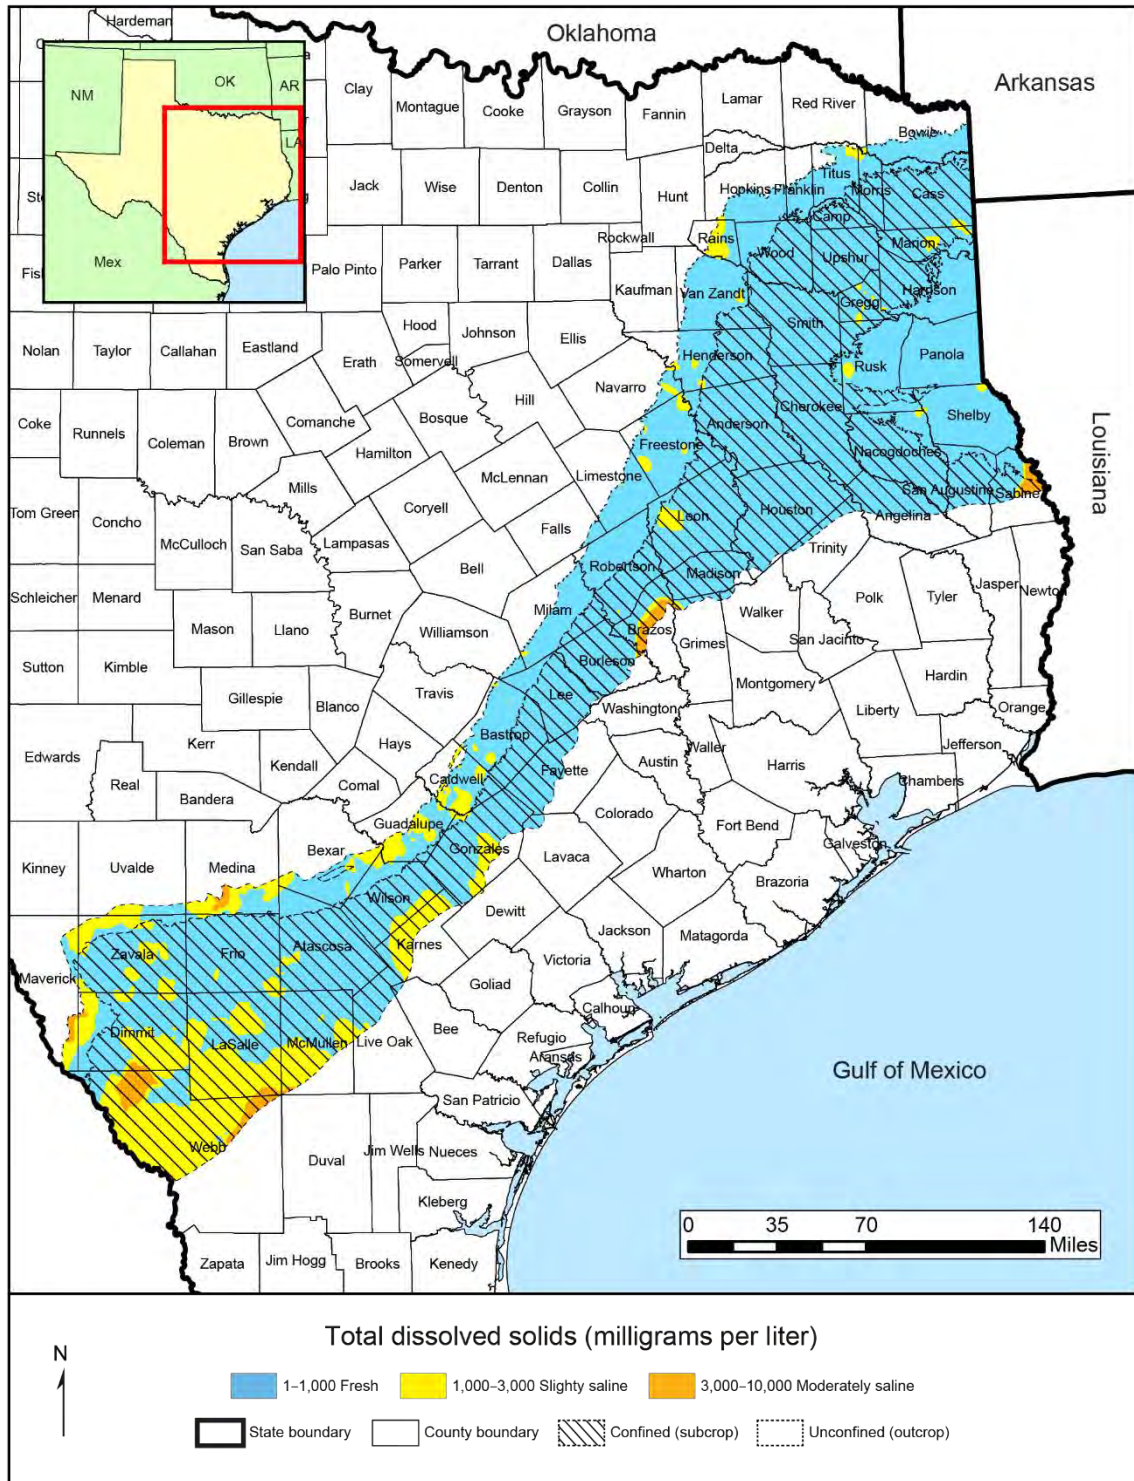 Hardeman
Oklahoma
Arkansas
NM
OK
AR
LA
Mex
Clay
Montague
Cooke
Grayson
Fannin
Lamar
Red River
Bowie
Delta
Titus
Hopkins
Franklin
Morris
Cass
Jack
Wise
Denton
Collin
Hunt
Camp
Rains
Marion
Rockwall
Wood
Upshur
Palo Pinto
Parker
Tarrant
Dallas
Kaufman
Van Zandt
Gregg
Harrison
Smith
Hood
Johnson
Ellis
Nolan
Taylor
Callahan
Eastland
Erath
Somervell
Henderson
Rusk
Panola
Navarro
Hill
Bosque
Comanche
Cherokee
Shelby
Coke
Runnels
Coleman
Brown
Hamilton
Anderson
Freestone
Nacogdoches
Limestone
McLennan
Mills
Louisiana
San Augustine
Sabine
Tom Green
Concho
Coryell
Leon
Houston
Angelina
Falls
McCulloch
San Saba
Lampasas
Trinity
Bell
Robertson
Madison
Jasper
Newton
Schleicher
Menard
Milam
Polk
Tyler
Mason
Llano
Burnet
Williamson
Brazos
Walker
San Jacinto
Grimes
Sutton
Kimble
Burleson
Montgomery
Hardin
Gillespie
Travis
Lee
Liberty
Blanco
Washington
Orange
Bastrop
Edwards
Kerr
Hays
Waller
Jefferson
Austin
Harris
Kendall
Fayette
Real
Comal
Caldwell
Chambers
Bandera
Colorado
Guadalupe
Fort Bend
Galveston
Bexar
Gonzales
Lavaca
Kinney
Uvalde
Medina
Wharton
Brazoria
Wilson
Dewitt
Jackson
Matagorda
Zavala
Frio
Atascosa
Karnes
Victoria
Maverick
Goliad
Calhoun
Dimmit
LaSalle
McMullen
Live Oak
Bee
Refugio
Aransas
Gulf of Mexico
San Patricio
Webb
Duval
Jim Wells
Nueces
Kleberg
0 35 70 140
Miles
Zapata
Jim Hogg
Brooks
Kenedy
Total dissolved solids (milligrams per liter)
N
1–1,000 Fresh
1,000–3,000 Slighty saline
3,000–10,000 Moderately saline
State boundary
County boundary
Confined (subcrop)
Unconfined (outcrop)